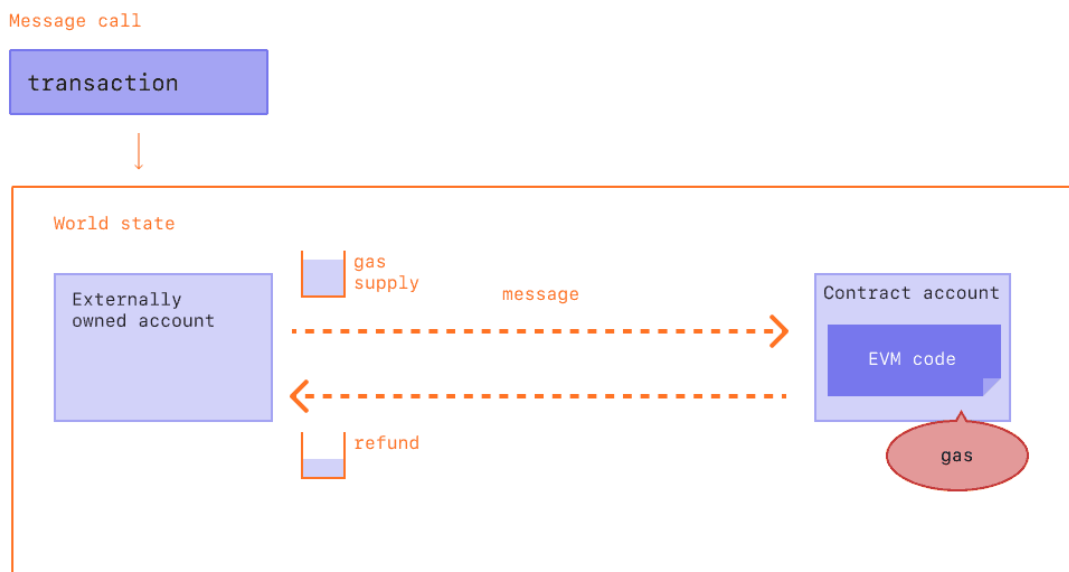 Message call
transaction
World state
gas
supply
message
Externally
owned account
Contract account
EVM code
refund
gas